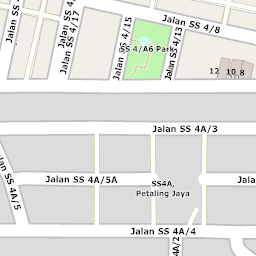 Jalan SS 4/8
Jalan SS 4/15
Jalan SS 4/17
SS 4/A6 Park
Jalan SS 4/13
12 10 8
Jalan SS 4A/3
Jalan SS 4A/5A
SS4A,
Petaling Jaya
Jalan SS 4A/4
4A/5
4A/2